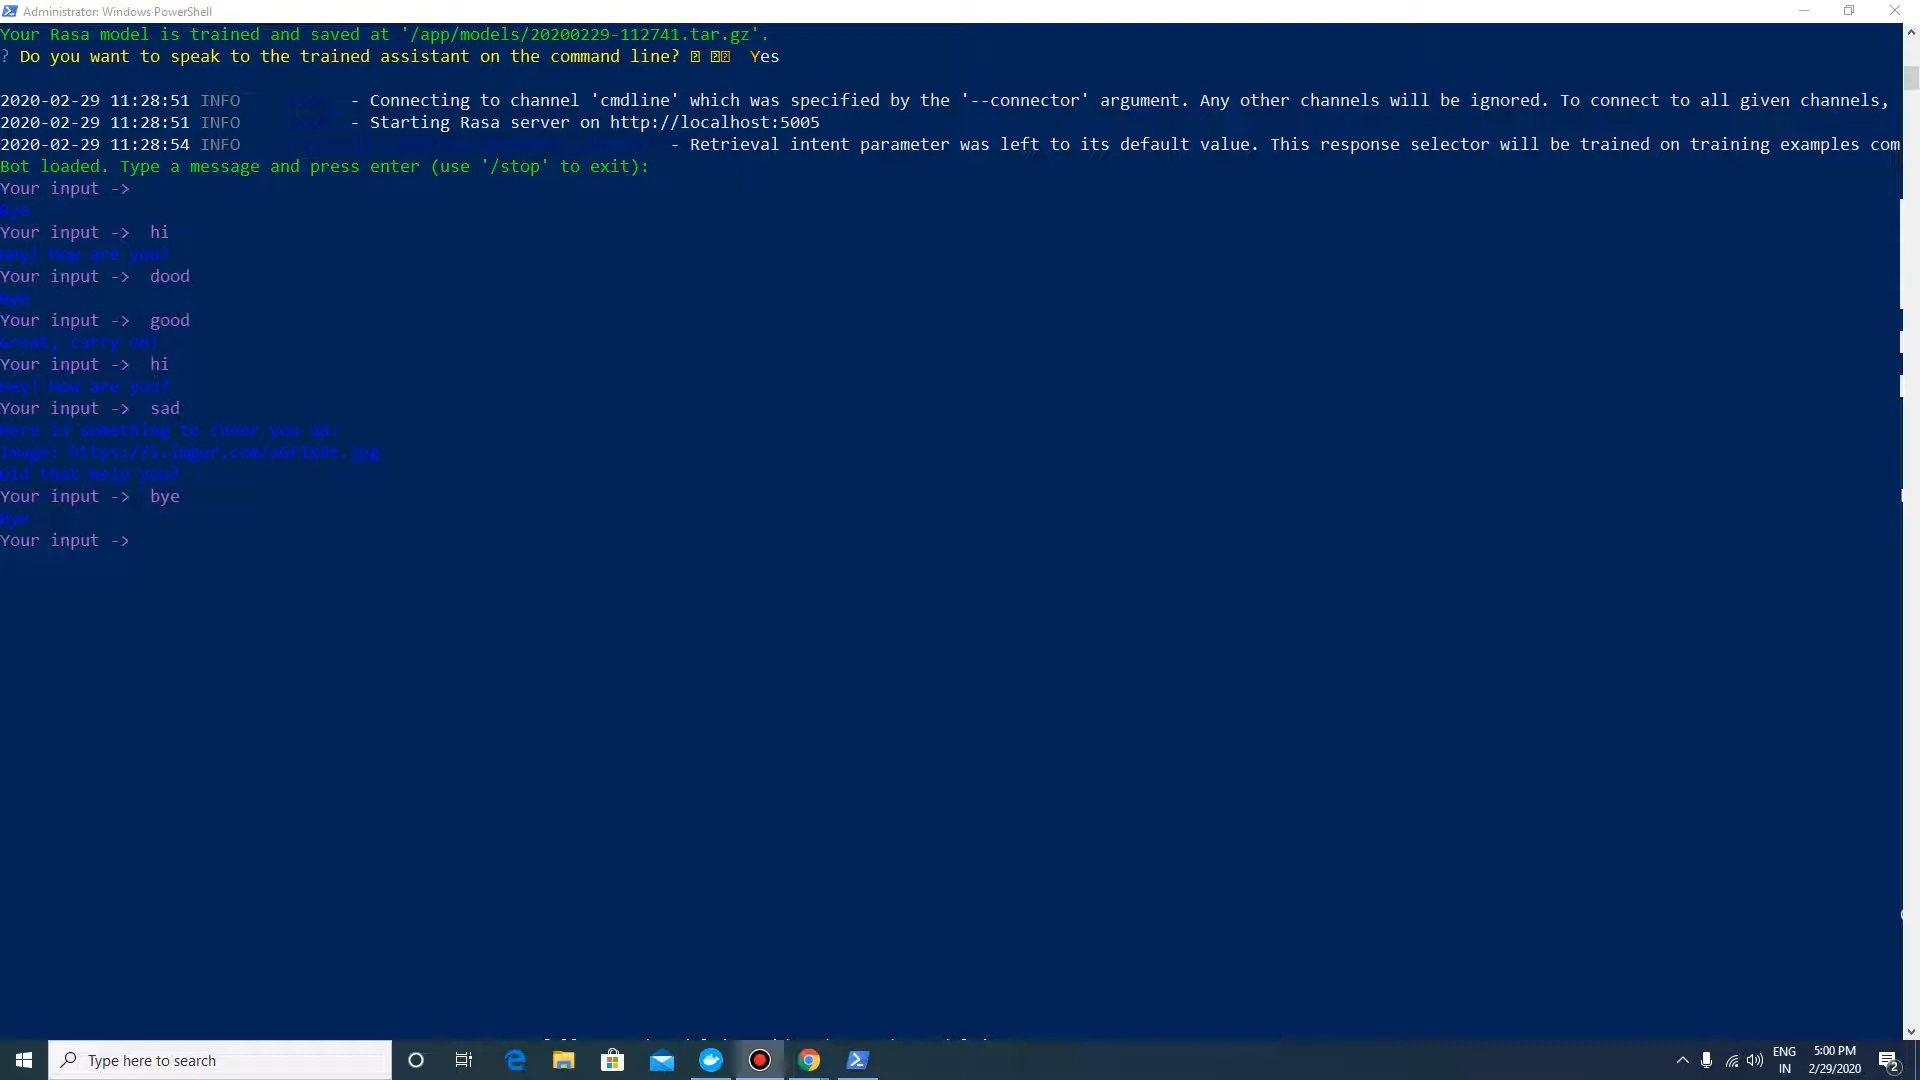 Administrator: Windows PowerShell
Your Rasa model is trained and saved at '/app/models/20200229-112741.tar.gz'.
? Do you want to speak to the trained assistant on the command line? Yes
2020-02-29 11:28:51 INFO - Connecting to channel 'cmdline' which was specified by the '--connector' argument. Any other channels will be ignored. To connect to all given channels,
2020-02-29 11:28:51 INFO - Starting Rasa server on http://localhost:5005
2020-02-29 11:28:54 INFO - Retrieval intent parameter was left to its default value. This response selector will be trained on training examples com
Bot loaded. Type a message and press enter (use '/stop' to exit):
Your input ->
Bye
Your input -> hi
Hey! How are you?
Your input -> dood
Bye
Your input -> good
Great, carry on!
Your input -> hi
Hey! How are you?
Your input -> sad
Here is something to cheer you up:
Image:
Did that help you?
Your input -> bye
Bye
Your input ->
Type here to search
ENG
IN
5:00 PM
2/29/2020
2